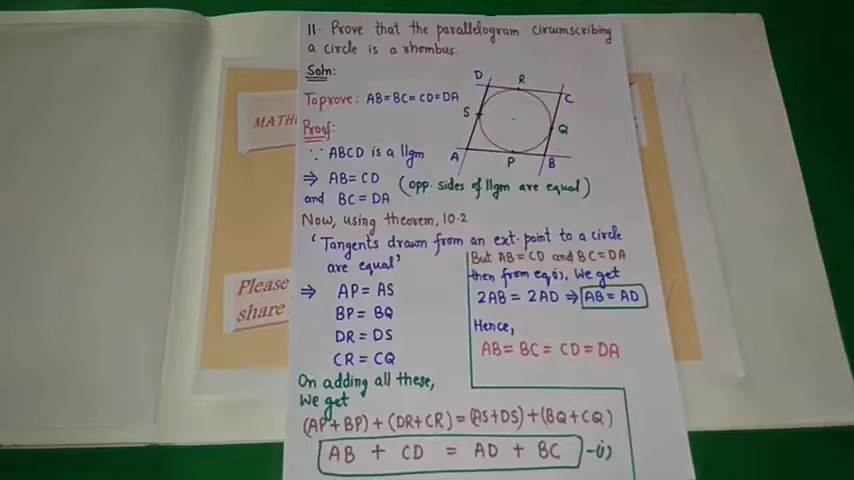 11. Prove that the parallelogram circumscribing
a circle is a rhombus.
Soln:
To prove: AB = BC = CD = DA
Proof:
∵ ABCD is a llgm
⇒ AB = CD (opp. sides of llgm are equal)
and BC = DA
Now, using theorem, 10.2
'Tangents drawn from an ext. point to a circle
are equal'
⇒ AP = AS
BP = BQ
DR = DS
CR = CQ
On adding all these,
We get
(AP + BP) + (DR + CR) = (AS + DS) + (BQ + CQ)
AB + CD = AD + BC -i)
But AB = CD and BC = DA
then from eq i), We get
2AB = 2AD ⇒ AB = AD
Hence,
AB = BC = CD = DA
D R C
S Q
A P B
MATH
Please
share